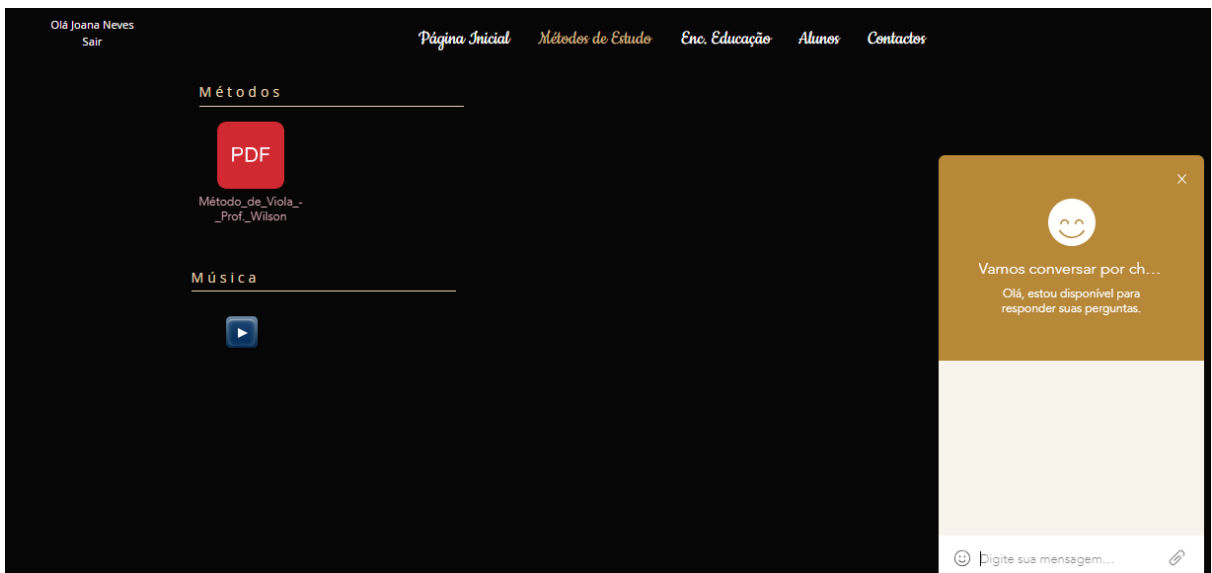 Olá Joana Neves
Sair
Página Inicial Métodos de Estudo Enc. Educação Alunos Contactos
Métodos
PDF
Método_de_Viola_-
_Prof._Wilson
Música
Vamos conversar por ch...
Olá, estou disponível para
responder suas perguntas.
Digite sua mensagem...